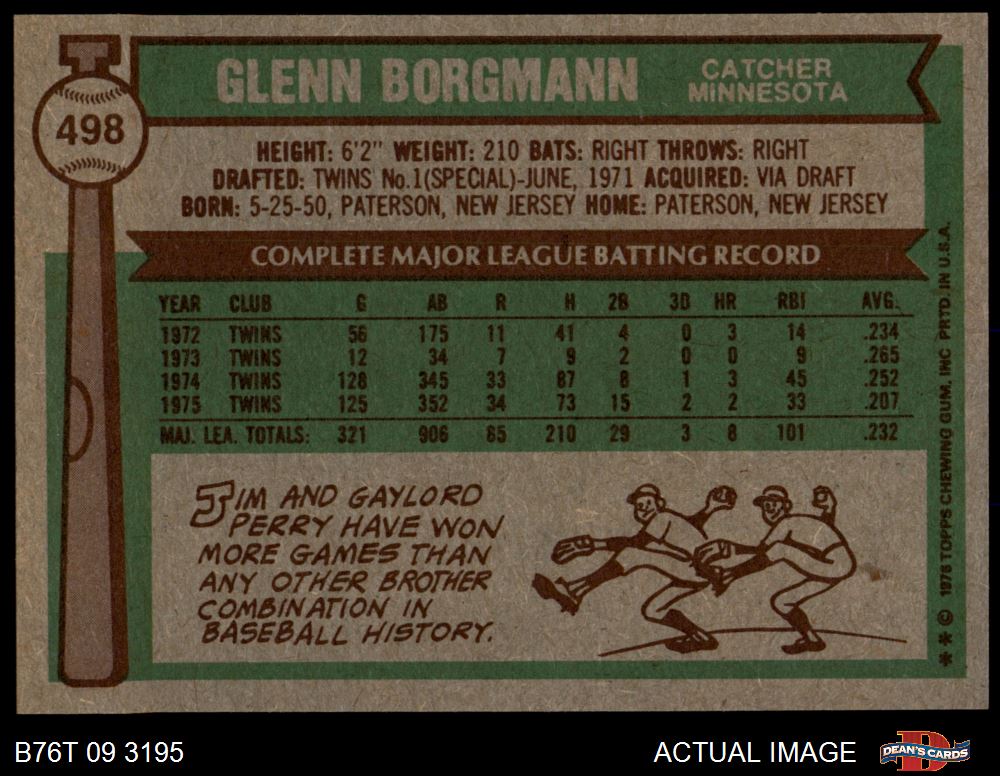 498
GLENN BORGMANN
CATCHER
MINNESOTA
HEIGHT: 6'2" WEIGHT: 210 BATS: RIGHT THROWS: RIGHT
DRAFTED: TWINS No.1(SPECIAL)-JUNE, 1971 ACQUIRED: VIA DRAFT
BORN: 5-25-50, PATERSON, NEW JERSEY HOME: PATERSON, NEW JERSEY
COMPLETE MAJOR LEAGUE BATTING RECORD
YEAR CLUB G AB R H 2B 3B HR RBI AVG.
1972 TWINS 56 175 11 41 4 0 3 14 .234
1973 TWINS 12 34 7 9 2 0 0 9 .265
1974 TWINS 128 345 33 87 8 1 3 45 .252
1975 TWINS 125 352 34 73 15 2 2 33 .207
MAJ. LEA. TOTALS: 321 906 85 210 29 3 8 101 .232
JIM AND GAYLORD
PERRY HAVE WON
MORE GAMES THAN
ANY OTHER BROTHER
COMBINATION IN
BASEBALL HISTORY.
** © 1976 TOPPS CHEWING GUM, INC PRTD. IN U.S.A.
B76T 09 3195
ACTUAL IMAGE
DEAN'S CARDS